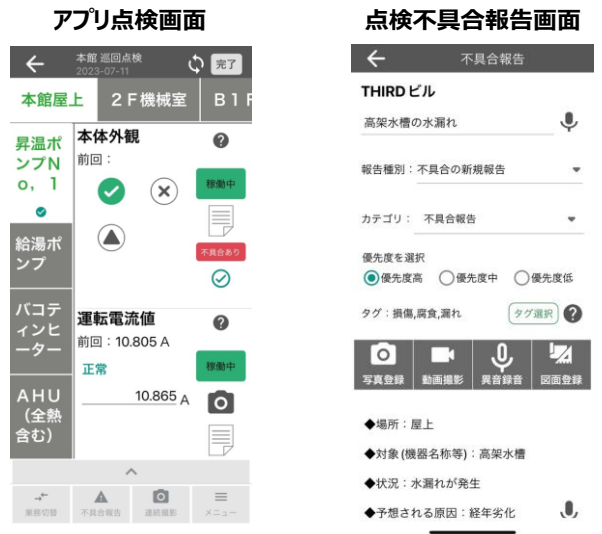 アプリ点検画面
本館 巡回点検
2023-07-11
完了
本館屋上
2F機械室
B1F
昇温ポ
ンプN
o,1
給湯ポ
ンプ
バコテ
ィンヒ
ーター
AHU
(全熱
含む)
本体外観
前回:
稼働中
不具合あり
運転電流値
前回:10.805 A
正常
稼働中
10.865 A
業務切替
不具合報告
連続撮影
メニュー
点検不具合報告画面
不具合報告
THIRDビル
高架水槽の水漏れ
報告種別:不具合の新規報告
カテゴリ: 不具合報告
優先度を選択
優先度高 優先度中 優先度低
タグ:損傷,腐食,漏れ
タグ選択
写真登録
動画撮影
異音録音
図面登録
◆場所:屋上
◆対象(機器名称等):高架水槽
◆状況:水漏れが発生
◆予想される原因:経年劣化